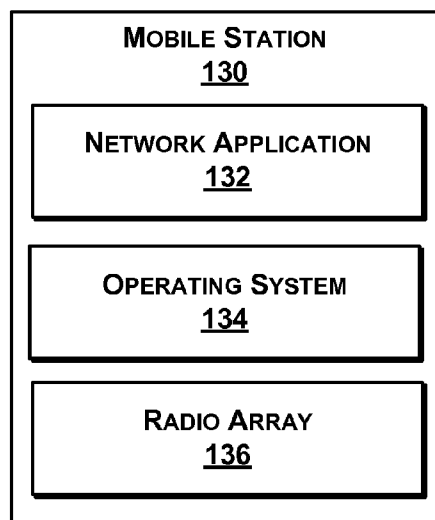 MOBILE STATION
130
NETWORK APPLICATION
132
OPERATING SYSTEM
134
RADIO ARRAY
136